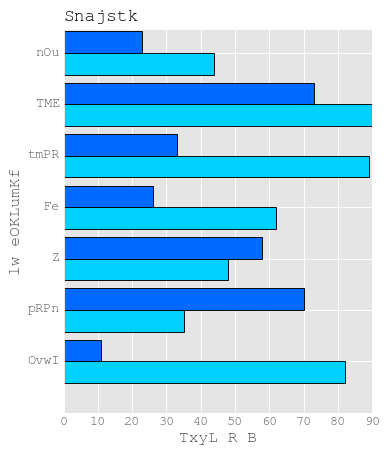 Snajstk
nOu
TME
tmPR
Fe
Z
pRPn
OvwI
lw eOKLumKf
0 10 20 30 40 50 60 70 80 90
TxyL R B